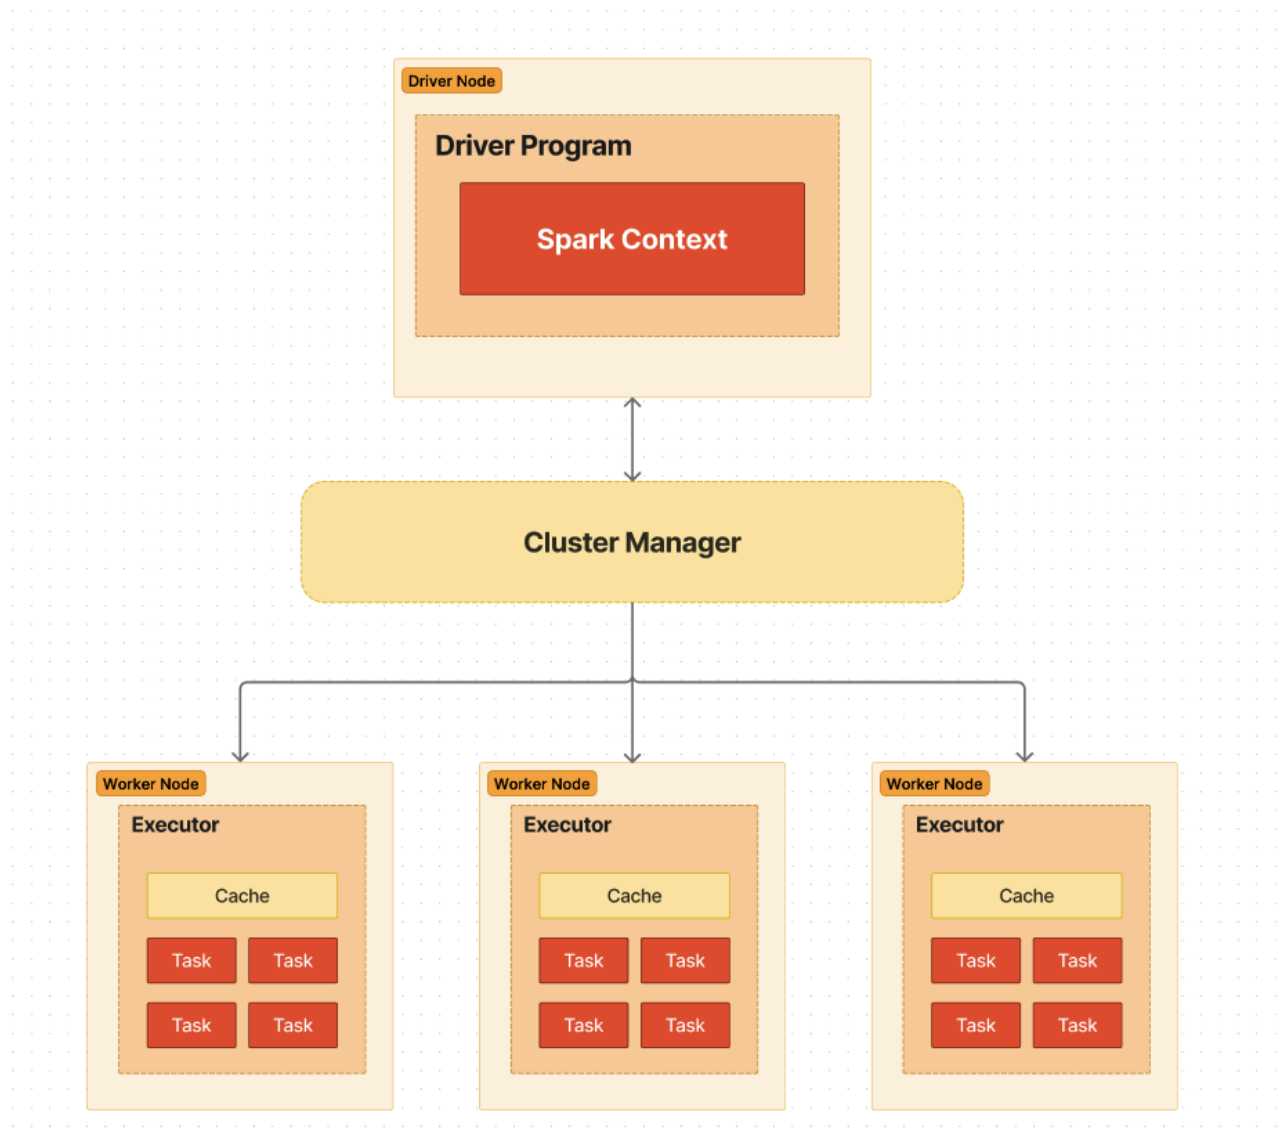 Driver Node
Driver Program
Spark Context
Cluster Manager
Worker Node
Executor
Cache
Task Task
Task Task
Worker Node
Executor
Cache
Task Task
Task Task
Worker Node
Executor
Cache
Task Task
Task Task